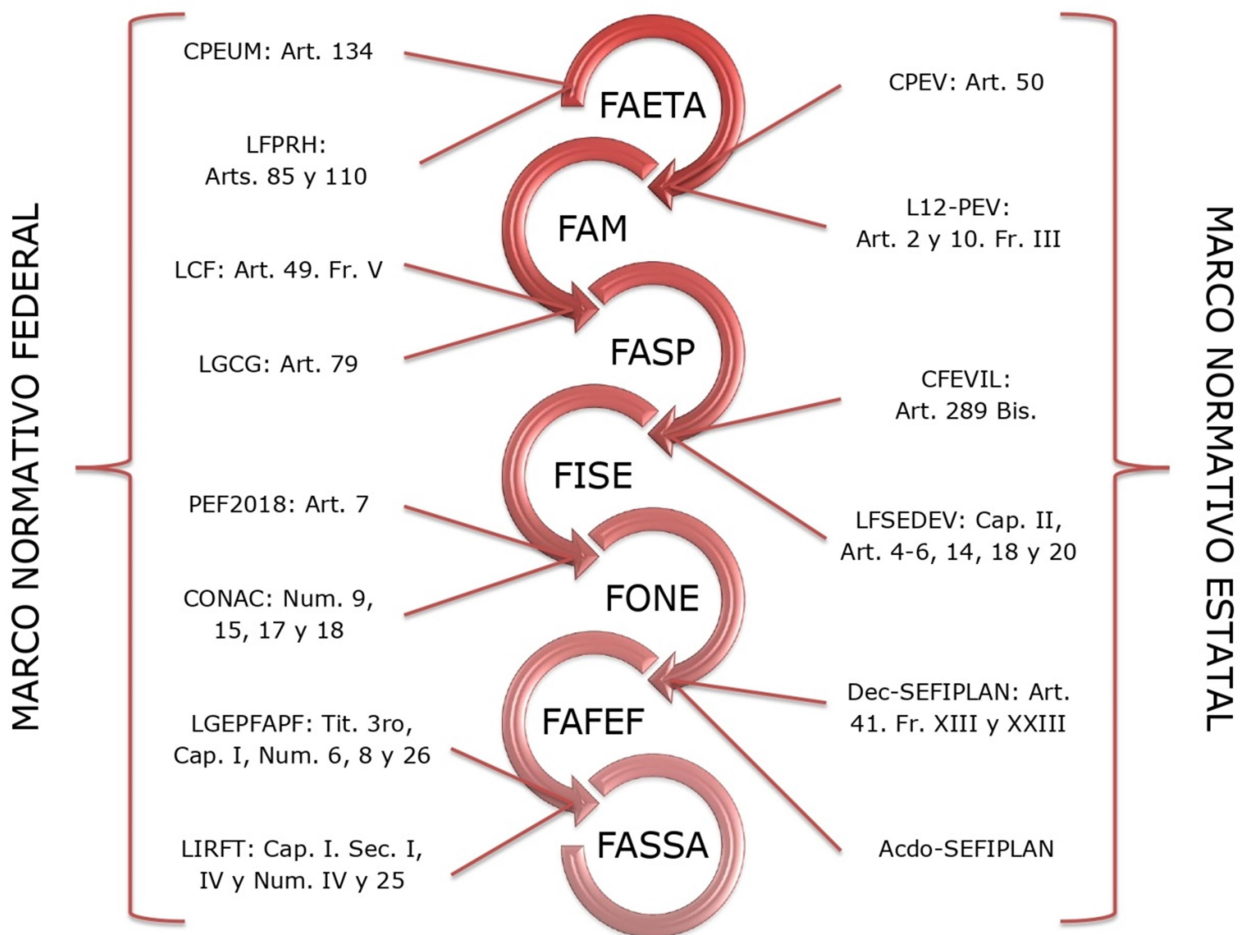 MARCO NORMATIVO FEDERAL
CPEUM: Art. 134
LFPRH:
Arts. 85 y 110
LCF: Art. 49. Fr. V
LGCG: Art. 79
PEF2018: Art. 7
CONAC: Num. 9,
15, 17 y 18
LGEPFAPF: Tit. 3ro,
Cap. I, Num. 6, 8 y 26
LIRFT: Cap. I. Sec. I,
IV y Num. IV y 25
FAETA
FAM
FASP
FISE
FONE
FAFEF
FASSA
CPEV: Art. 50
L12-PEV:
Art. 2 y 10. Fr. III
CFEVIL:
Art. 289 Bis.
LFSEDEV: Cap. II,
Art. 4-6, 14, 18 y 20
Dec-SEFIPLAN: Art.
41. Fr. XIII y XXIII
Acdo-SEFIPLAN
MARCO NORMATIVO ESTATAL